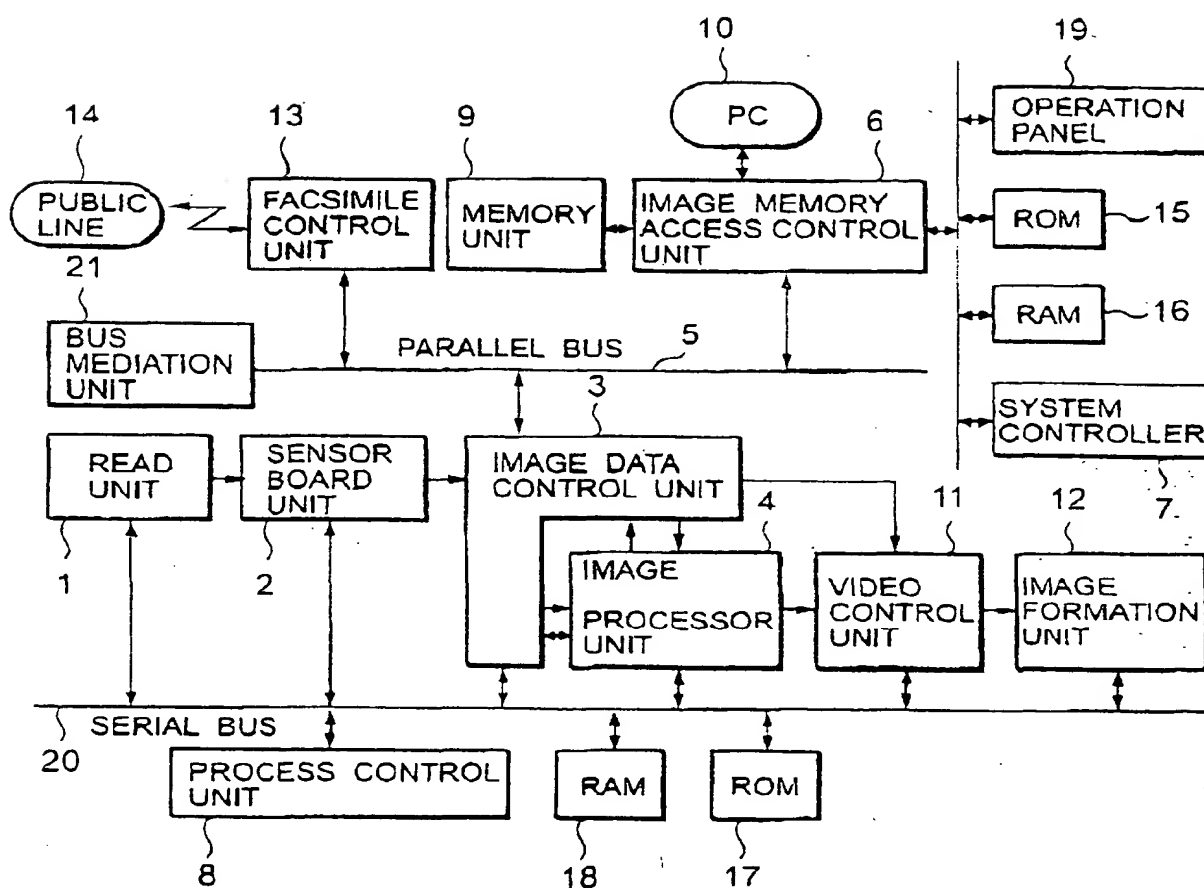 10
19
14
13
9
6
PC
OPERATION
PANEL
PUBLIC
LINE
FACSIMILE
CONTROL
UNIT
MEMORY
UNIT
IMAGE MEMORY
ACCESS CONTROL
UNIT
ROM
15
21
BUS
MEDIATION
UNIT
PARALLEL BUS
5
RAM
16
3
SYSTEM
CONTROLLER
READ
UNIT
SENSOR
BOARD
UNIT
IMAGE DATA
CONTROL UNIT
4
11
12
7
1
2
IMAGE
PROCESSOR
UNIT
VIDEO
CONTROL
UNIT
IMAGE
FORMATION
UNIT
SERIAL BUS
20
PROCESS CONTROL
UNIT
RAM
ROM
8
18
17